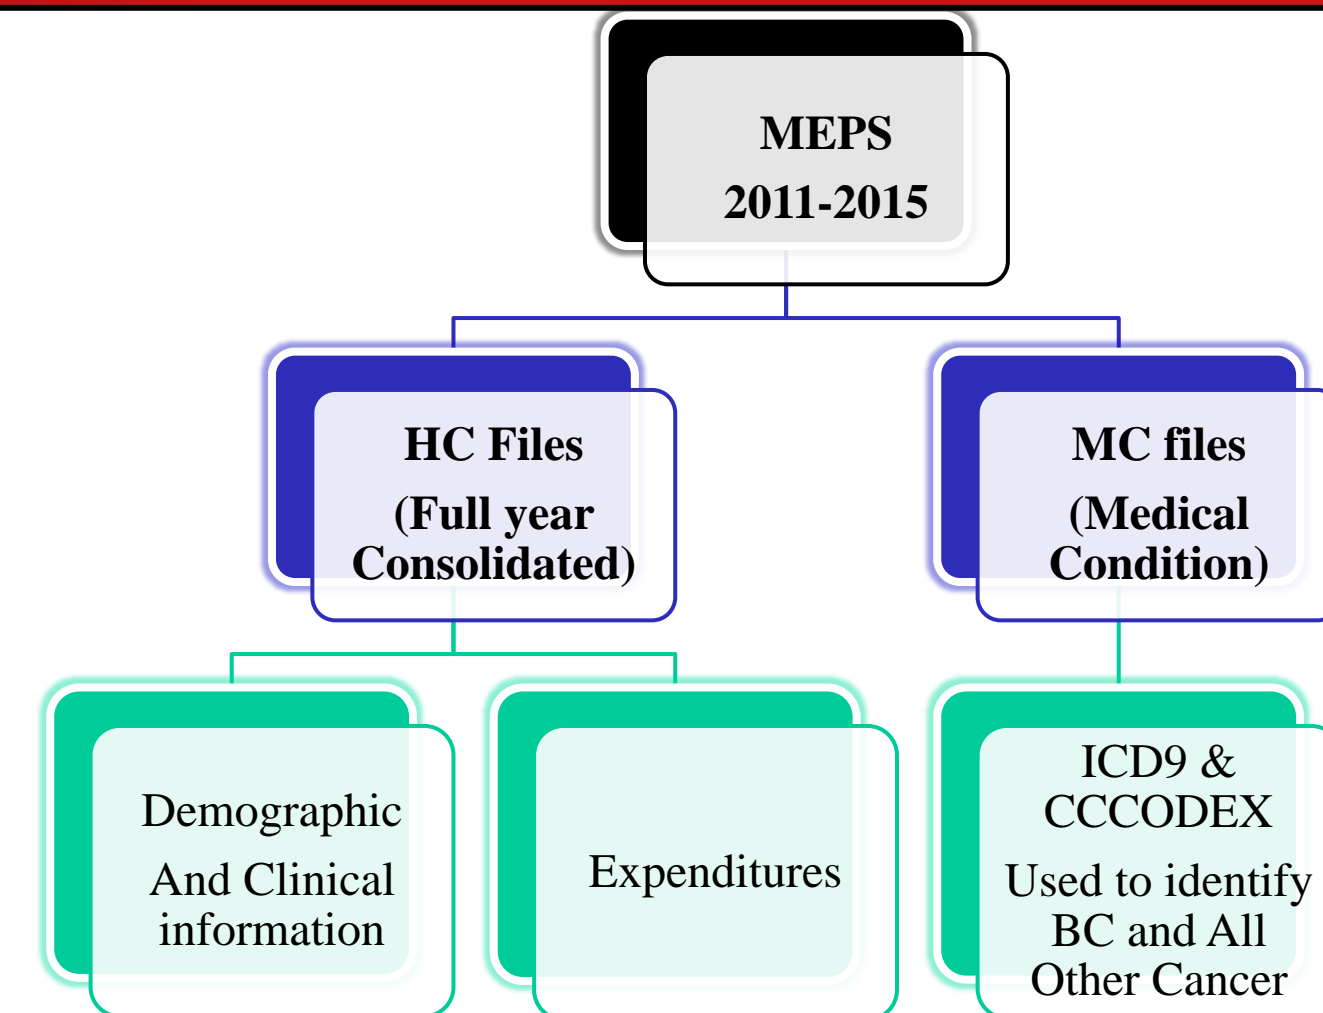 MEPS
2011-2015
HC Files
(Full year
Consolidated)
MC files
(Medical
Condition)
Demographic
And Clinical
information
Expenditures
ICD9 &
CCCODEX
Used to identify
BC and All
Other Cancer